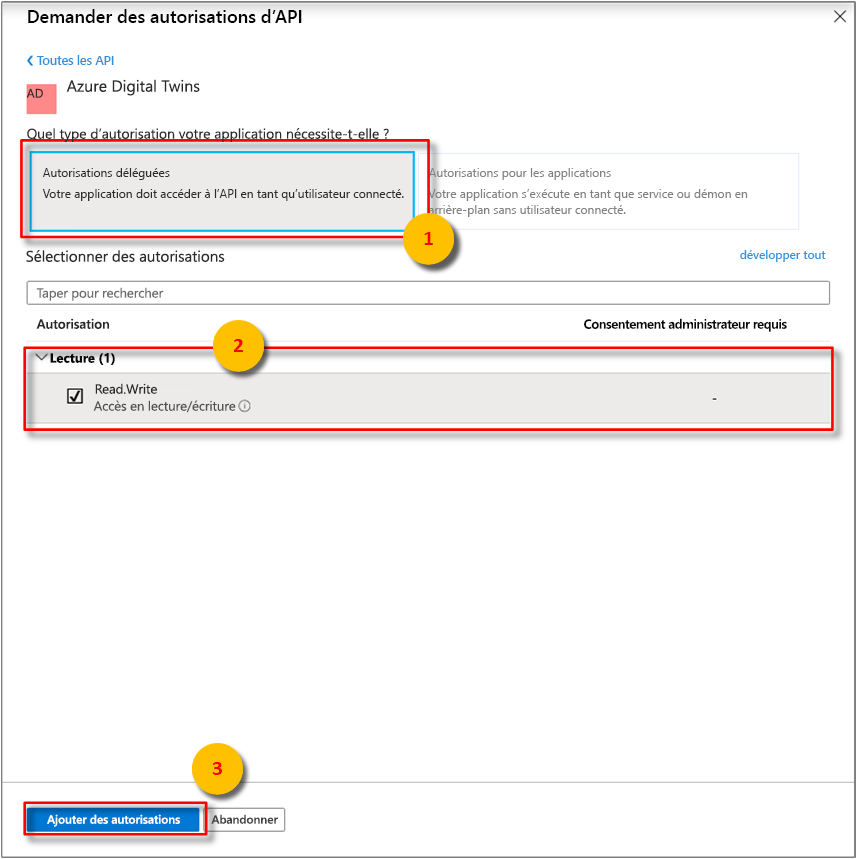 Demander des autorisations d'API
Toutes les API
AD
Azure Digital Twins
Quel type d'autorisation votre application nécessite-t-elle ?
Autorisations déléguées
Votre application doit accéder à l'API en tant qu'utilisateur connecté.
Autorisations pour les applications
Votre application s'exécute en tant que service ou démon en
arrière-plan sans utilisateur connecté.
1
Sélectionner des autorisations
développer tout
Taper pour rechercher
Autorisation
Consentement administrateur requis
2
Lecture (1)
Read.Write
Accès en lecture/écriture
-
3
Ajouter des autorisations
Abandonner